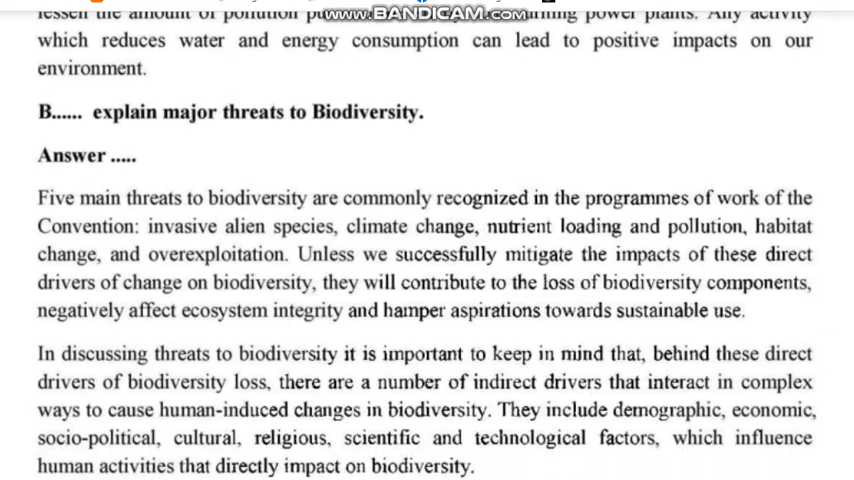 lessen the amount of pollution
www.BANDICAM.com
power plants. Any activity
which reduces water and energy consumption can lead to positive impacts on our
environment.
B...... explain major threats to Biodiversity.
Answer .....
Five main threats to biodiversity are commonly recognized in the programmes of work of the
Convention: invasive alien species, climate change, nutrient loading and pollution, habitat
change, and overexploitation. Unless we successfully mitigate the impacts of these direct
drivers of change on biodiversity, they will contribute to the loss of biodiversity components,
negatively affect ecosystem integrity and hamper aspirations towards sustainable use.
In discussing threats to biodiversity it is important to keep in mind that, behind these direct
drivers of biodiversity loss, there are a number of indirect drivers that interact in complex
ways to cause human-induced changes in biodiversity. They include demographic, economic,
socio-political, cultural, religious, scientific and technological factors, which influence
human activities that directly impact on biodiversity.